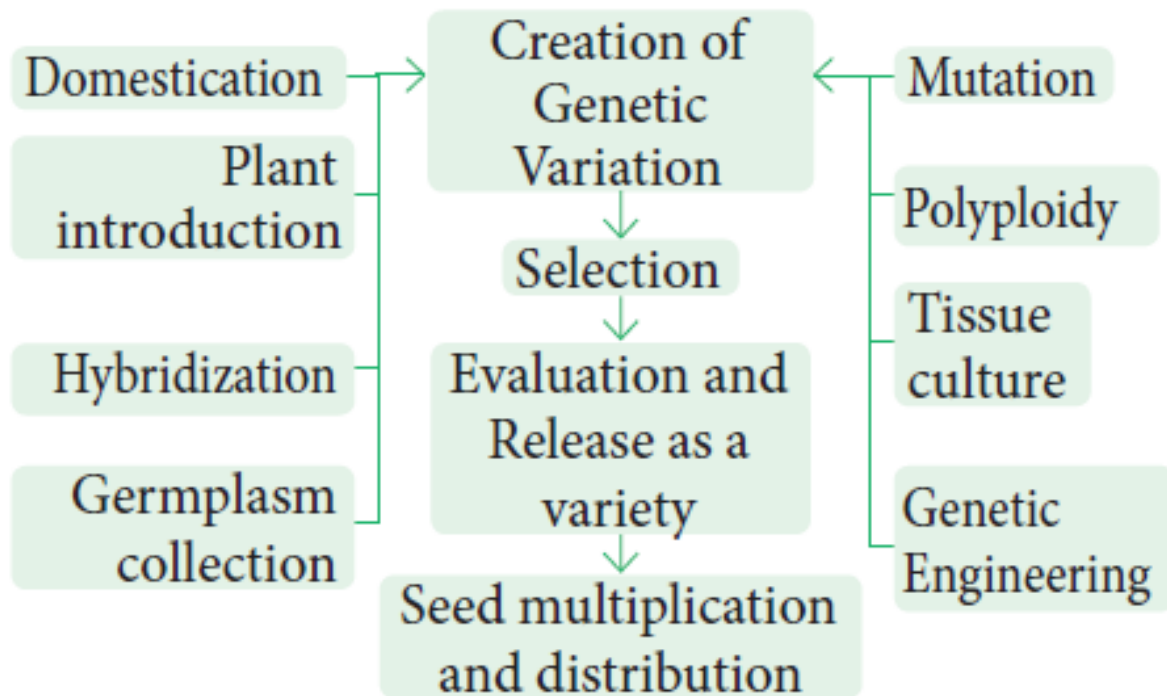 Domestication
Plant
introduction
Hybridization
Germplasm
collection
Creation of
Genetic
Variation
Selection
Evaluation and
Release as a
variety
Seed multiplication
and distribution
Mutation
Polyploidy
Tissue
culture
Genetic
Engineering